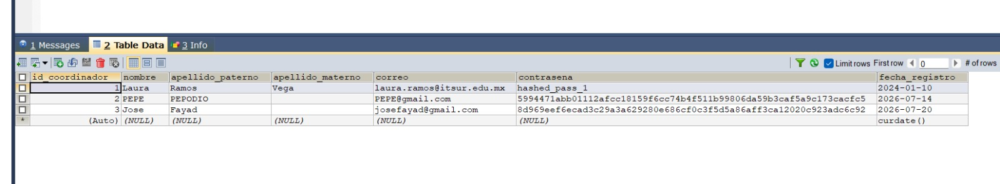 1 Messages 2 Table Data 3 Info
Limit rows First row 0 # of rows
id_coordinador nombre apellido_paterno apellido_materno correo contrasena fecha_registro
1 Laura Ramos Vega laura.ramos@itsur.edu.mx hashed_pass_1 2024-01-10
2 PEPE PEPODIO PEPE@gmail.com 5994471abb01112afcc18159f6cc74b4f511b99806da59b3caf5a9c173cacfc5 2026-07-14
3 Jose Fayad josefayad@gmail.com 8d969eef6ecad3c29a3a629280e686cf0c3f5d5a86aff3ca12020c923adc6c92 2026-07-20
* (Auto) (NULL) (NULL) (NULL) (NULL) (NULL) curdate()